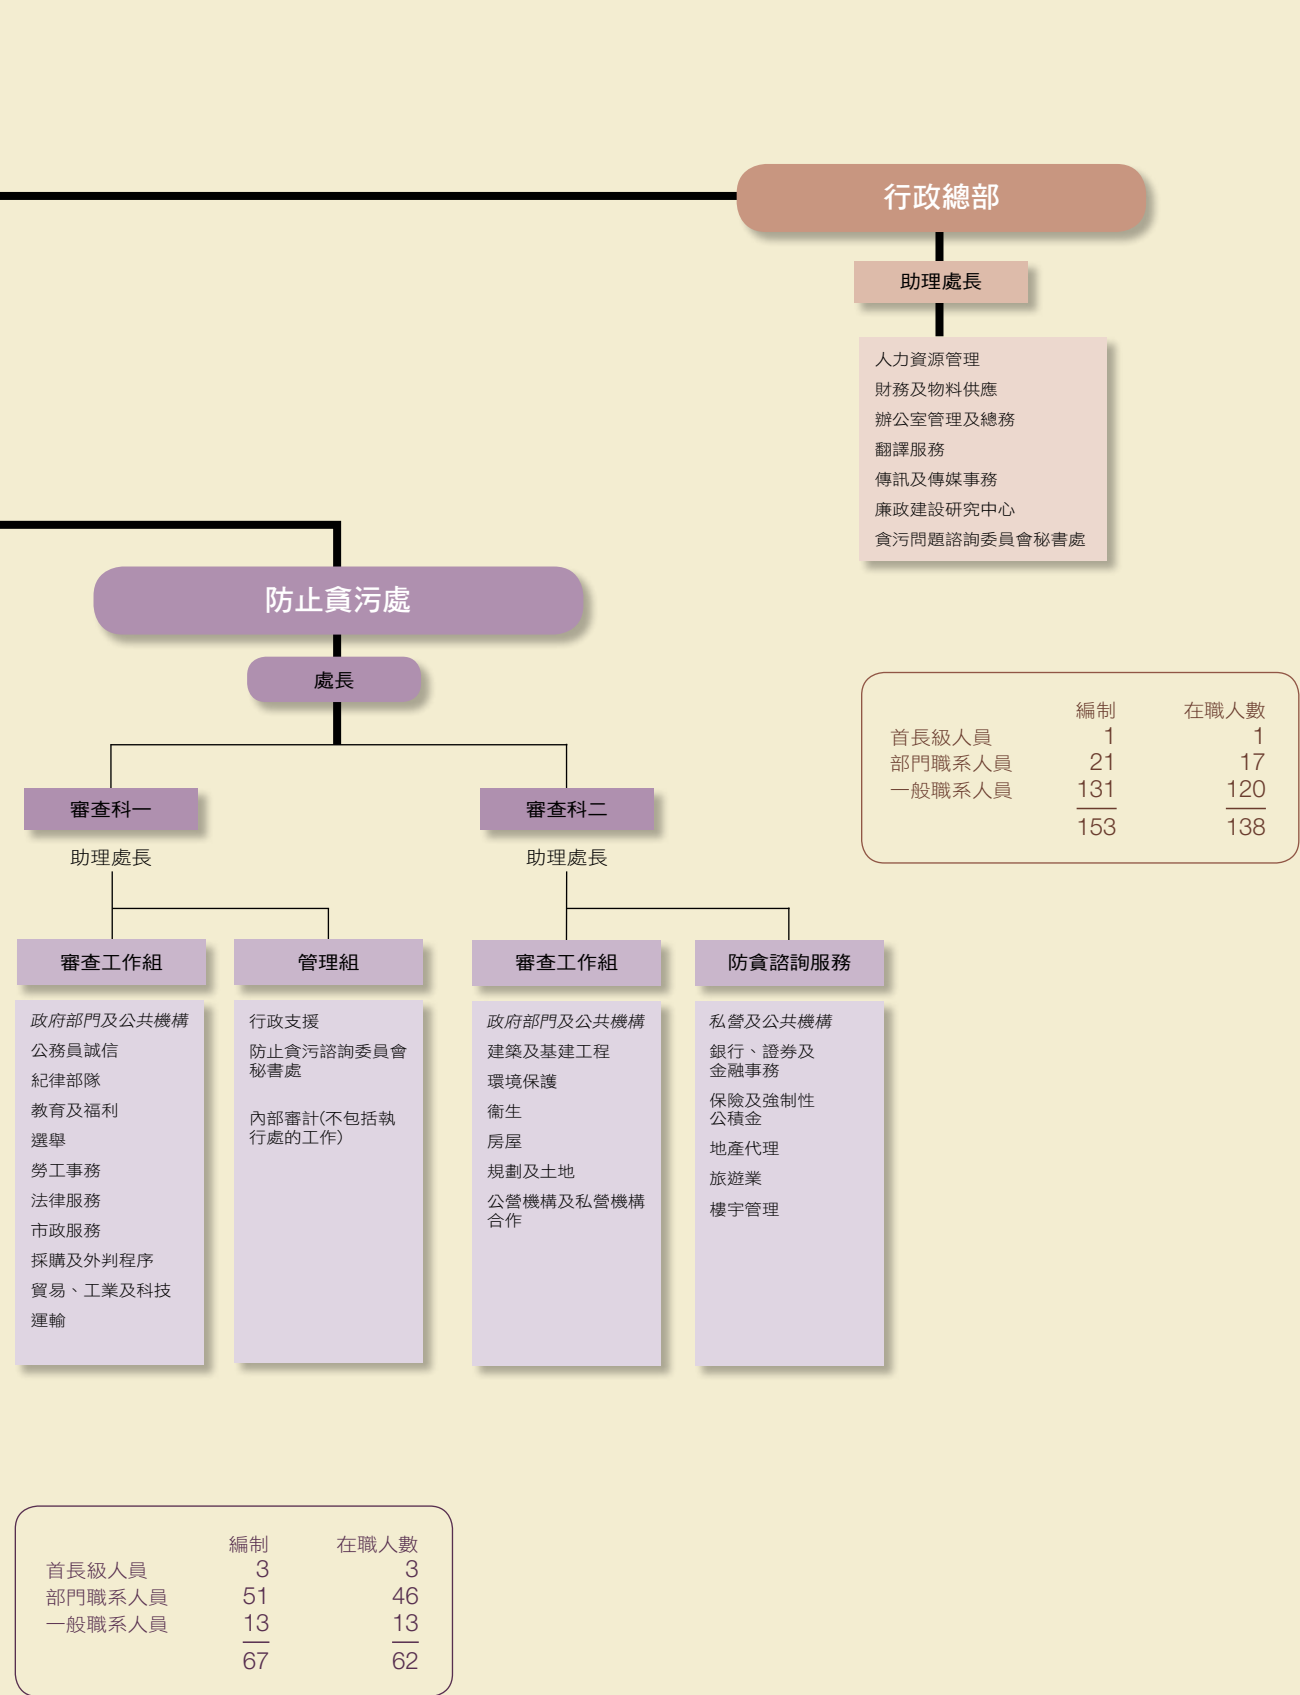 行政總部
助理處長
人力資源管理
財務及物料供應
辦公室管理及總務
翻譯服務
傳訊及傳媒事務
廉政建設研究中心
貪污問題諮詢委員會秘書處
編制 在職人數
首長級人員 1 1
部門職系人員 21 17
一般職系人員 131 120
153 138
防止貪污處
處長
審查科一
助理處長
審查工作組
政府部門及公共機構
公務員誠信
紀律部隊
教育及福利
選舉
勞工事務
法律服務
市政服務
採購及外判程序
貿易、工業及科技
運輸
管理組
行政支援
防止貪污諮詢委員會
秘書處
內部審計(不包括執
行處的工作)
審查科二
助理處長
審查工作組
政府部門及公共機構
建築及基建工程
環境保護
衞生
房屋
規劃及土地
公營機構及私營機構
合作
防貪諮詢服務
私營及公共機構
銀行、證券及
金融事務
保險及強制性
公積金
地產代理
旅遊業
樓宇管理
編制 在職人數
首長級人員 3 3
部門職系人員 51 46
一般職系人員 13 13
67 62